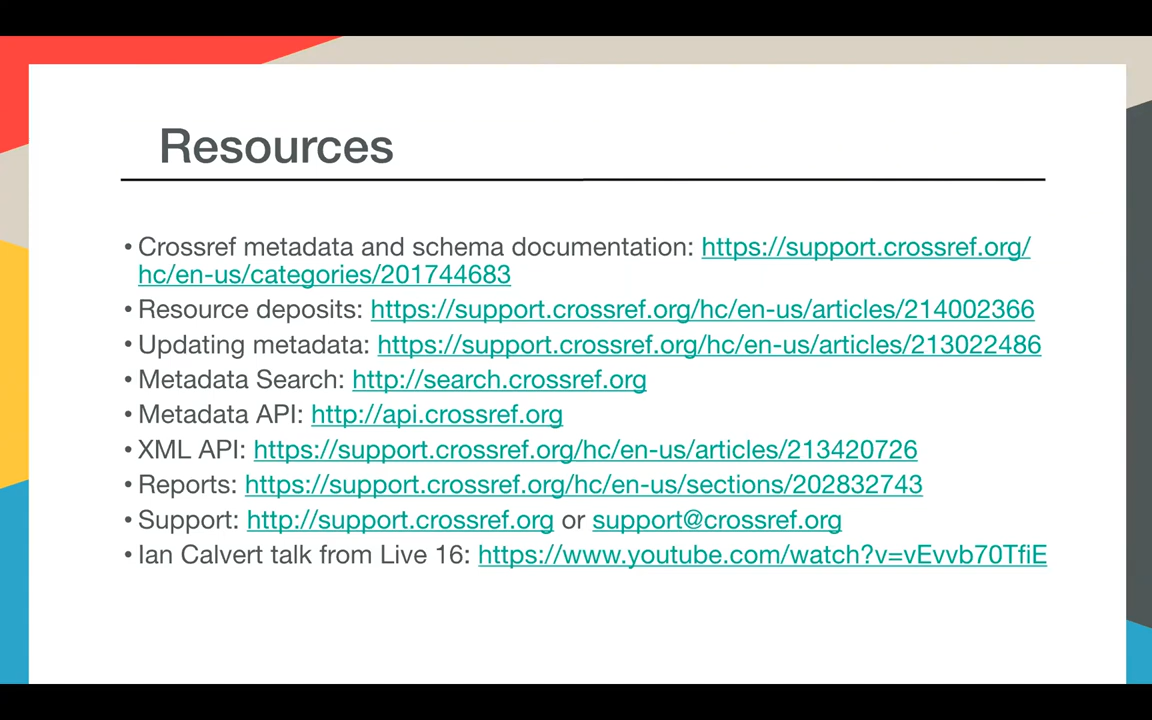 Resources
• Crossref metadata and schema documentation: https://support.crossref.org/
hc/en-us/categories/201744683
• Resource deposits: https://support.crossref.org/hc/en-us/articles/214002366
• Updating metadata: https://support.crossref.org/hc/en-us/articles/213022486
• Metadata Search: http://search.crossref.org
• Metadata API: http://api.crossref.org
• XML API: https://support.crossref.org/hc/en-us/articles/213420726
• Reports: https://support.crossref.org/hc/en-us/sections/202832743
• Support: http://support.crossref.org or support@crossref.org
• Ian Calvert talk from Live 16: https://www.youtube.com/watch?v=vEvvb70TfiE